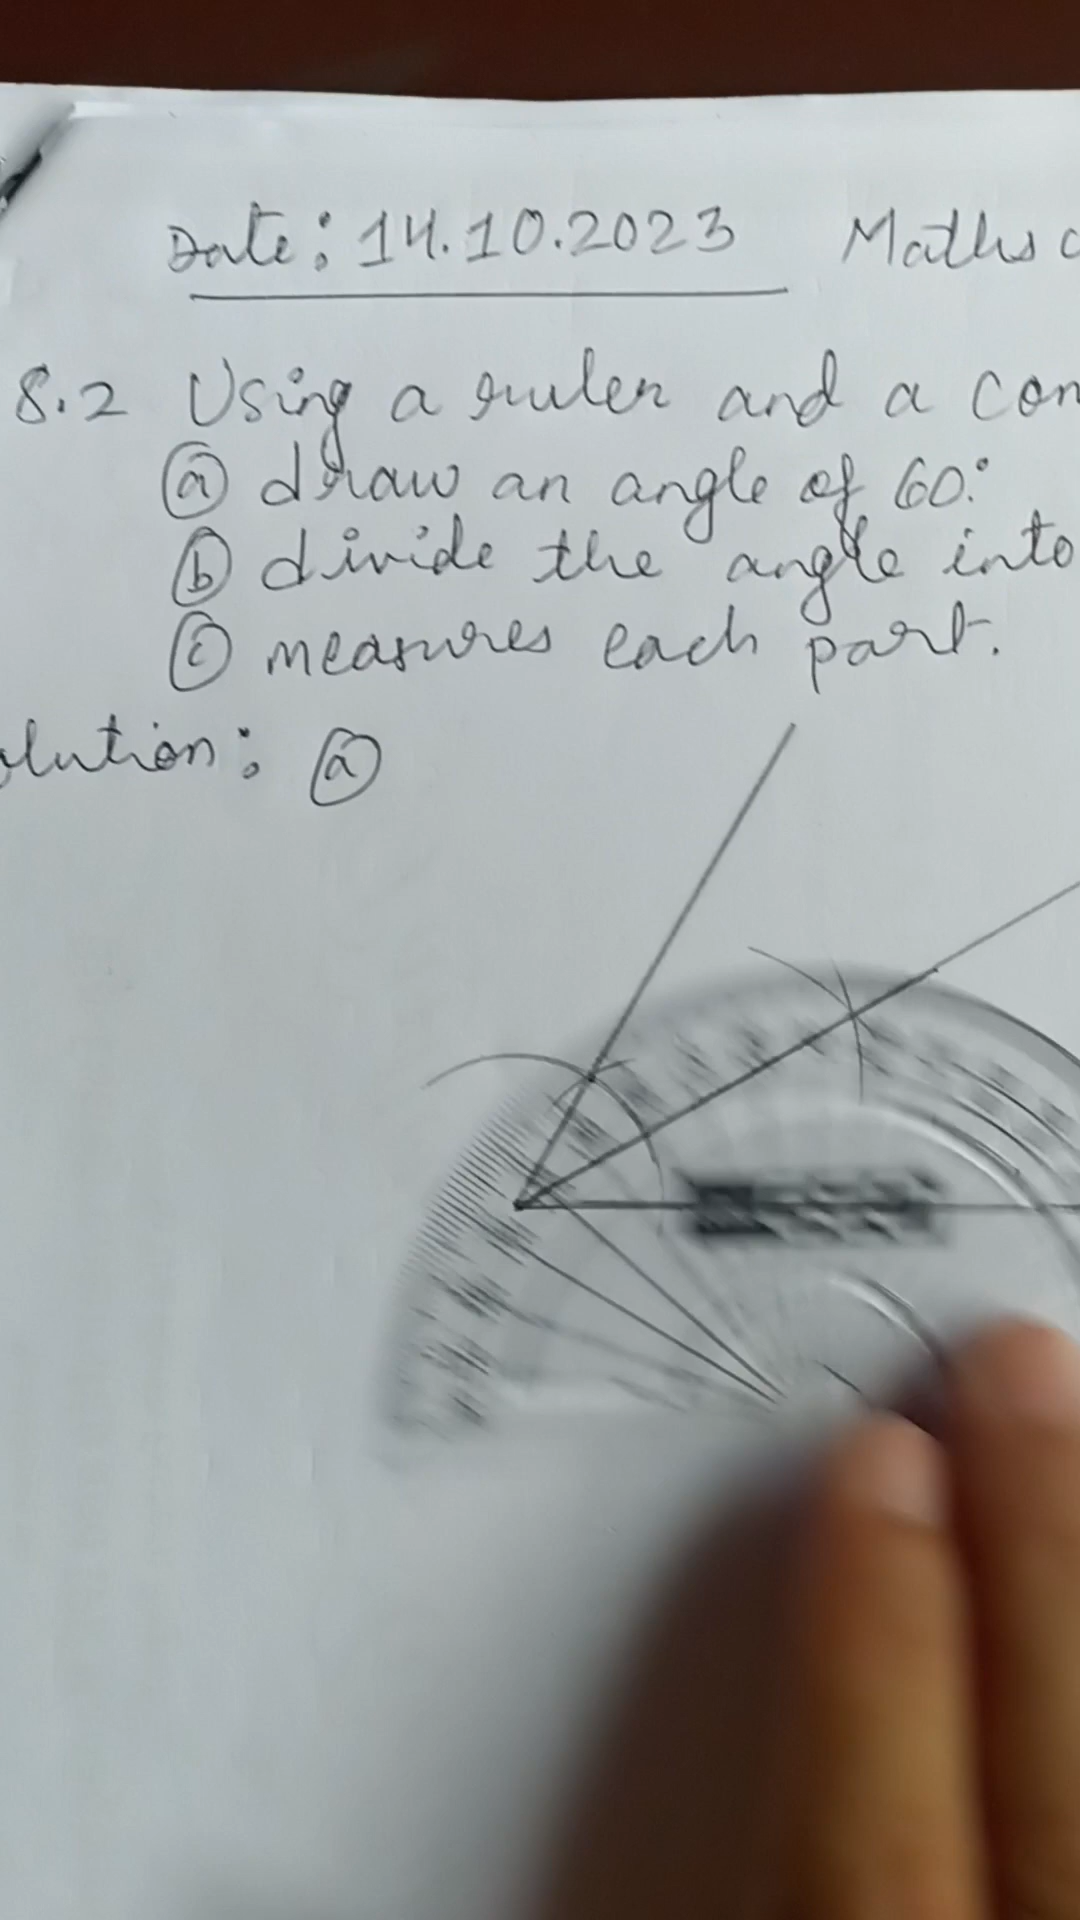 Date: 14.10.2023 Maths
8.2 Using a ruler and a
(a) draw an angle of 60°
(b) divide the angle into
(c) measures each part.
(a)